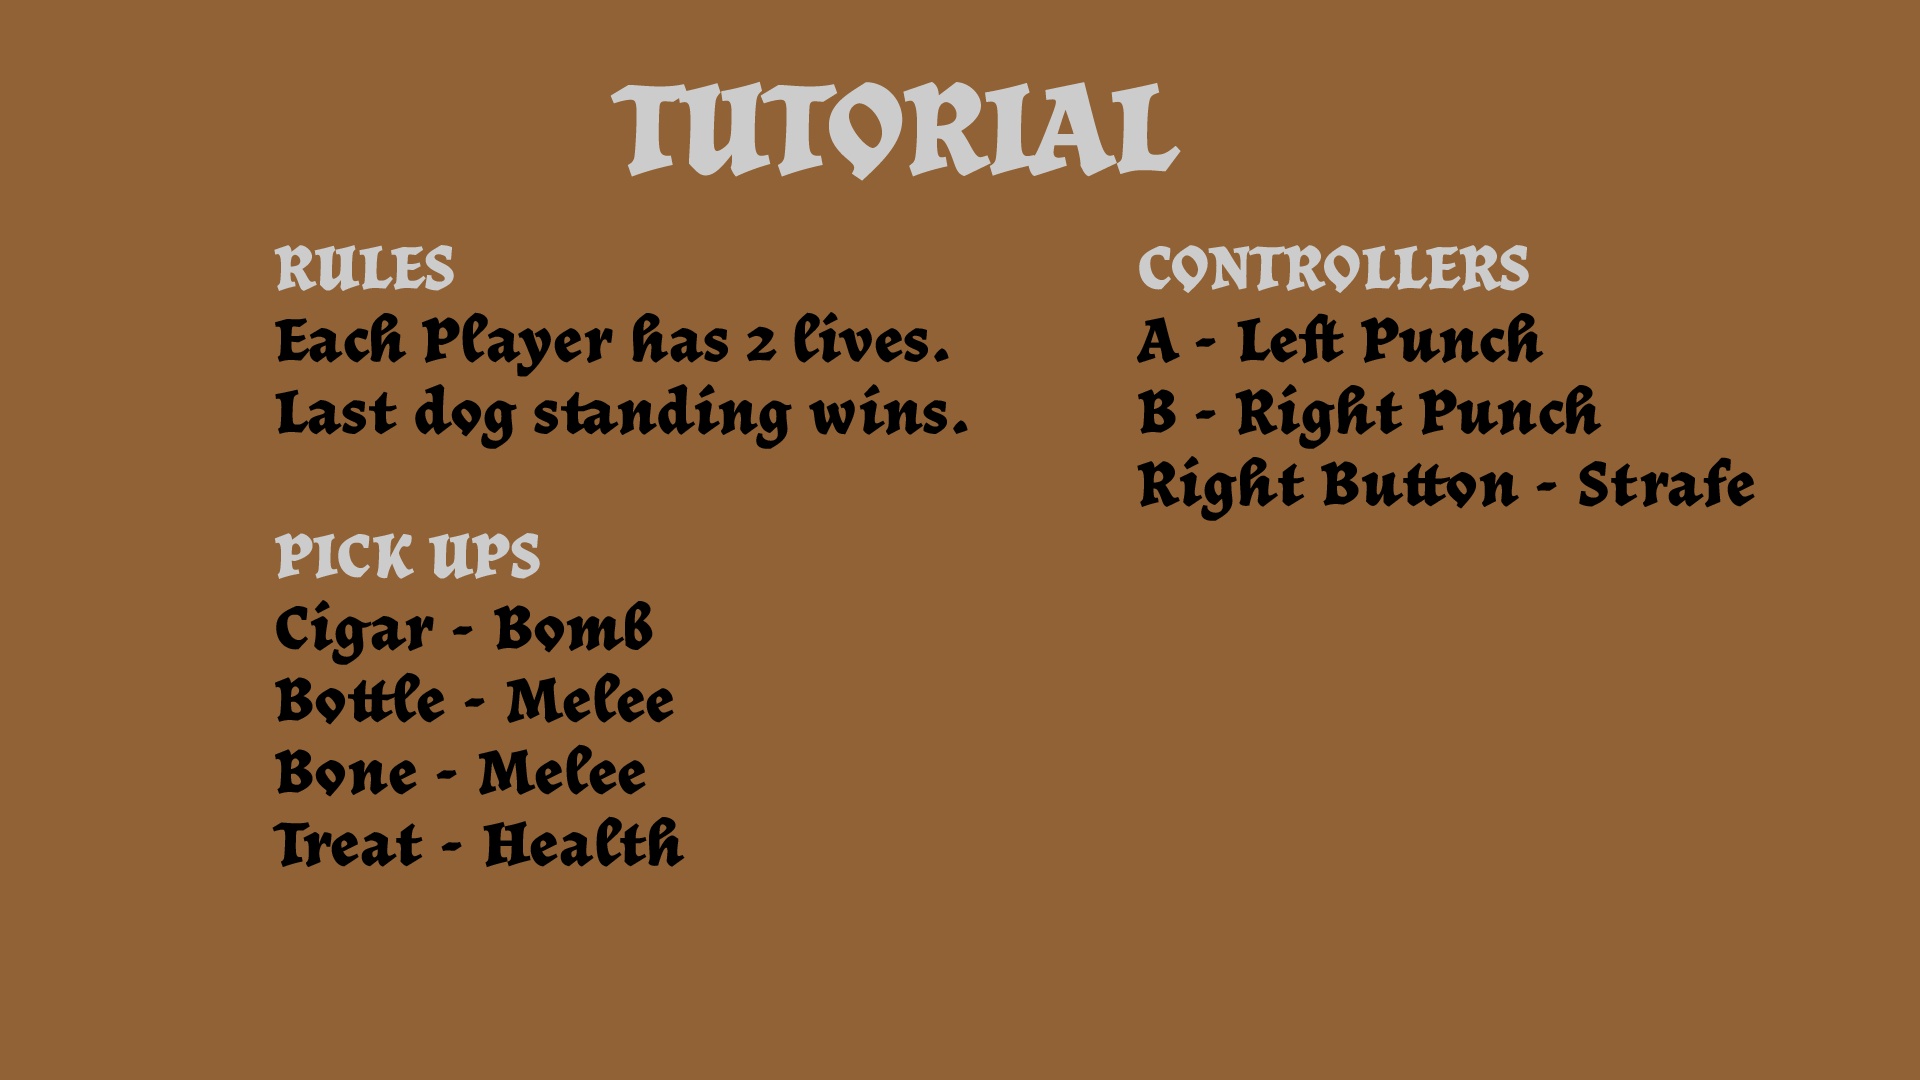 TUTORIAL
RULES
Each Player has 2 lives.
Last dog standing wins.
PICK UPS
Cigar - Bomb
Bottle - Melee
Bone - Melee
Treat - Health
CONTROLLERS
A - Left Punch
B - Right Punch
Right Button - Strafe